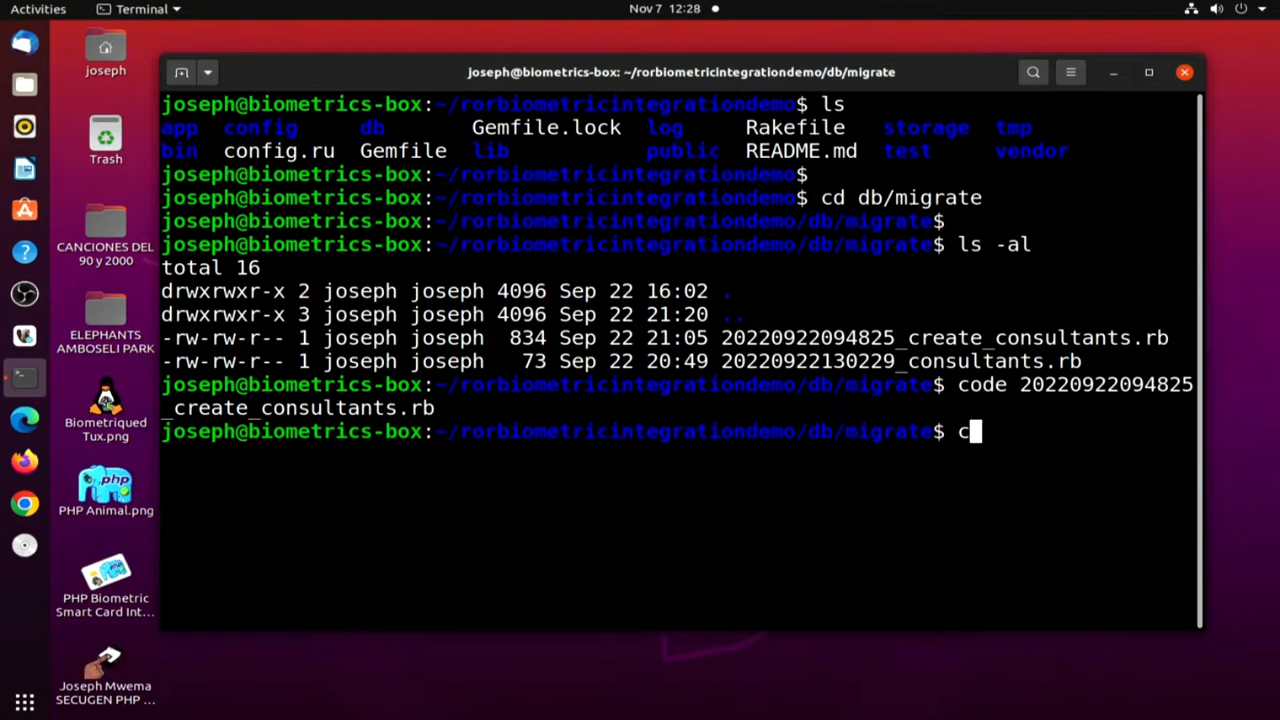 Activities
Terminal
Nov 7 12:28
joseph
Trash
CANCIONES DEL
90 y 2000
ELEPHANTS
AMBOSELI PARK
Biometriqued
Tux.png
PHP Animal.png
PHP Biometric
Smart Card Int...
Joseph Mwema
SECUGEN PHP ...
joseph@biometrics-box: ~/rorbiometricintegrationdemo/db/migrate
joseph@biometrics-box:~/rorbiometricintegrationdemo$ ls
app config db Gemfile.lock log Rakefile storage tmp
bin config.ru Gemfile lib public README.md test vendor
joseph@biometrics-box:~/rorbiometricintegrationdemo$
joseph@biometrics-box:~/rorbiometricintegrationdemo$ cd db/migrate
joseph@biometrics-box:~/rorbiometricintegrationdemo/db/migrate$
joseph@biometrics-box:~/rorbiometricintegrationdemo/db/migrate$ ls -al
total 16
drwxrwxr-x 2 joseph joseph 4096 Sep 22 16:02 .
drwxrwxr-x 3 joseph joseph 4096 Sep 22 21:20 ..
-rw-rw-r-- 1 joseph joseph 834 Sep 22 21:05 20220922094825_create_consultants.rb
-rw-rw-r-- 1 joseph joseph 73 Sep 22 20:49 20220922130229_consultants.rb
joseph@biometrics-box:~/rorbiometricintegrationdemo/db/migrate$ code 20220922094825
_create_consultants.rb
joseph@biometrics-box:~/rorbiometricintegrationdemo/db/migrate$ c